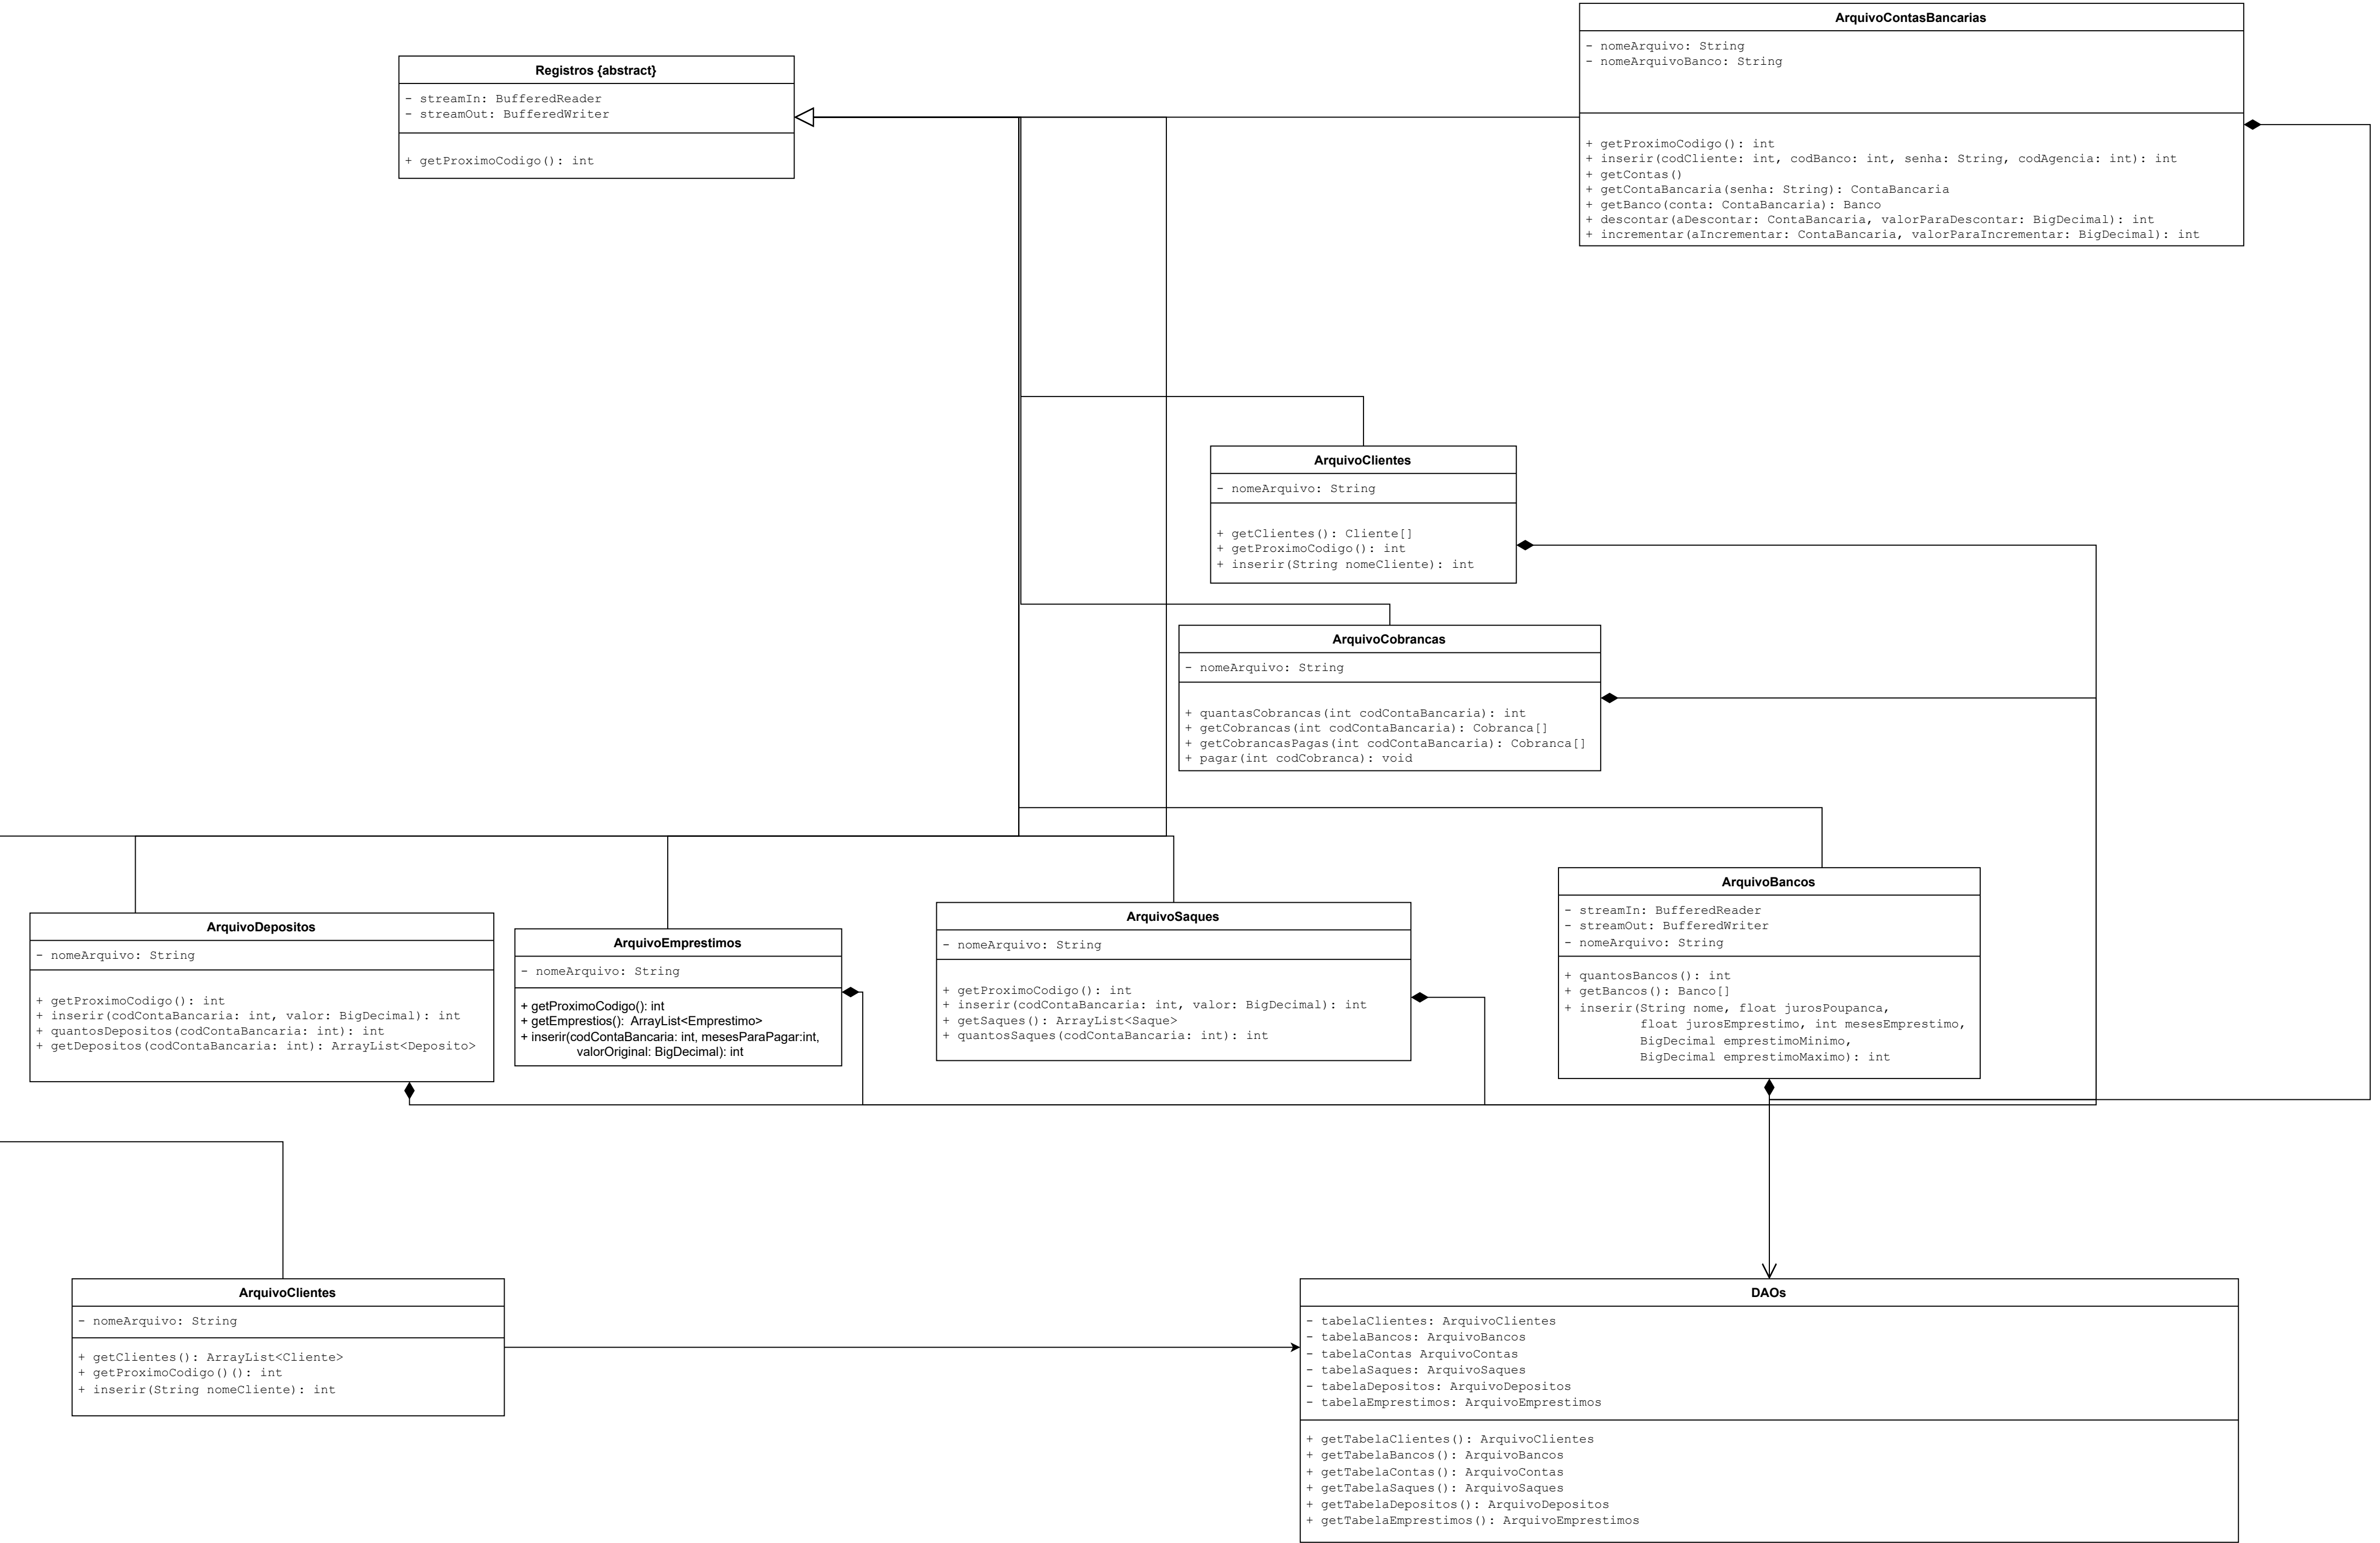 ArquivoContasBancarias
- nomeArquivo: String
- nomeArquivoBanco: String
+ getProximoCodigo(): int
+ inserir(codCliente: int, codBanco: int, senha: String, codAgencia: int): int
+ getContas()
+ getContaBancaria(senha: String): ContaBancaria
+ getBanco(conta: ContaBancaria): Banco
+ descontar(aDescontar: ContaBancaria, valorParaDescontar: BigDecimal): int
+ incrementar(aIncrementar: ContaBancaria, valorParaIncrementar: BigDecimal): int
Registros {abstract}
- streamIn: BufferedReader
- streamOut: BufferedWriter
+ getProximoCodigo(): int
ArquivoClientes
- nomeArquivo: String
+ getClientes(): Cliente[]
+ getProximoCodigo(): int
+ inserir(String nomeCliente): int
ArquivoCobrancas
- nomeArquivo: String
+ quantasCobrancas(int codContaBancaria): int
+ getCobrancas(int codContaBancaria): Cobranca[]
+ getCobrancasPagas(int codContaBancaria): Cobranca[]
+ pagar(int codCobranca): void
ArquivoDepositos
- nomeArquivo: String
+ getProximoCodigo(): int
+ inserir(codContaBancaria: int, valor: BigDecimal): int
+ quantosDepositos(codContaBancaria: int): int
+ getDepositos(codContaBancaria: int): ArrayList<Deposito>
ArquivoEmprestimos
- nomeArquivo: String
+ getProximoCodigo(): int
+ getEmprestios(): ArrayList<Emprestimo>
+ inserir(codContaBancaria: int, mesesParaPagar:int,
valorOriginal: BigDecimal): int
ArquivoSaques
- nomeArquivo: String
+ getProximoCodigo(): int
+ inserir(codContaBancaria: int, valor: BigDecimal): int
+ getSaques(): ArrayList<Saque>
+ quantosSaques(codContaBancaria: int): int
ArquivoBancos
- streamIn: BufferedReader
- streamOut: BufferedWriter
- nomeArquivo: String
+ quantosBancos(): int
+ getBancos(): Banco[]
+ inserir(String nome, float jurosPoupanca,
float jurosEmprestimo, int mesesEmprestimo,
BigDecimal emprestimoMinimo,
BigDecimal emprestimoMaximo): int
ArquivoClientes
- nomeArquivo: String
+ getClientes(): ArrayList<Cliente>
+ getProximoCodigo()(): int
+ inserir(String nomeCliente): int
DAOs
- tabelaClientes: ArquivoClientes
- tabelaBancos: ArquivoBancos
- tabelaContas ArquivoContas
- tabelaSaques: ArquivoSaques
- tabelaDepositos: ArquivoDepositos
- tabelaEmprestimos: ArquivoEmprestimos
+ getTabelaClientes(): ArquivoClientes
+ getTabelaBancos(): ArquivoBancos
+ getTabelaContas(): ArquivoContas
+ getTabelaSaques(): ArquivoSaques
+ getTabelaDepositos(): ArquivoDepositos
+ getTabelaEmprestimos(): ArquivoEmprestimos